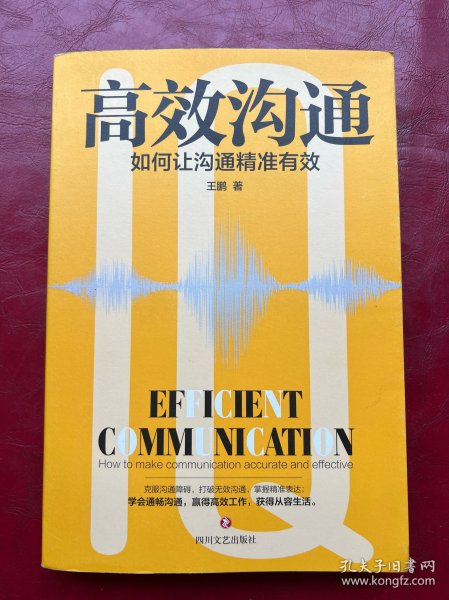 高效沟通
如何让沟通精准有效
王鹏 著
IQ
EFFICIENT
COMMUNICATION
How to make communication accurate and effective
克服沟通障碍，打破无效沟通，掌握精准表达；
学会通畅沟通，赢得高效工作，获得从容生活。
四川文艺出版社
孔夫子旧书网
www.kongfz.com